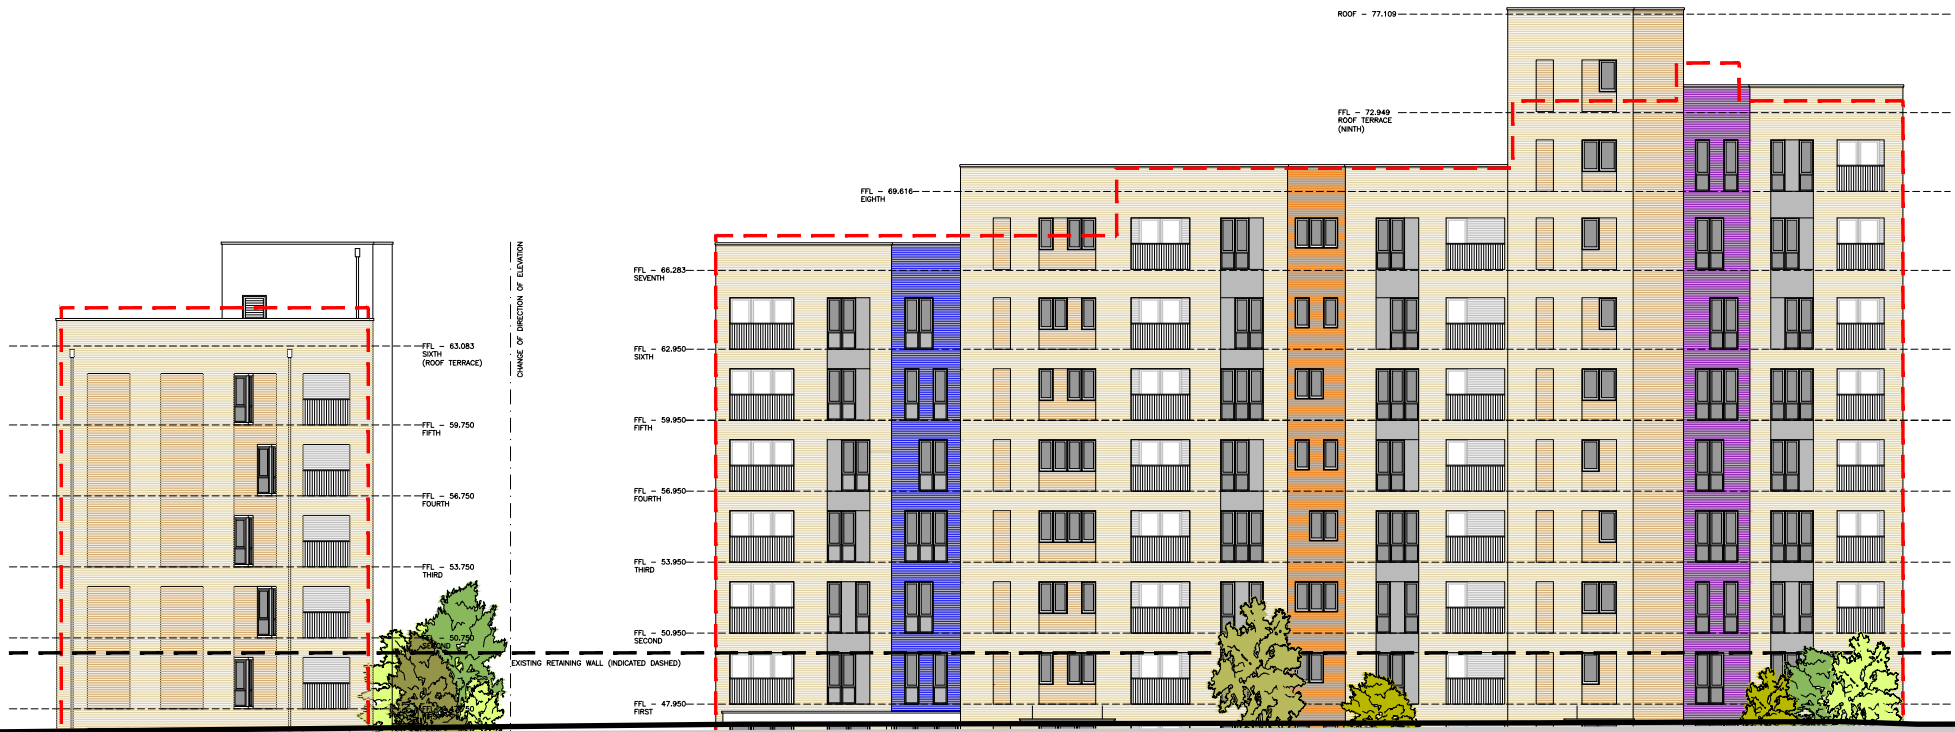 FFL - 63.083
SIXTH
(ROOF TERRACE)
FFL - 59.750
FIFTH
FFL - 56.750
FOURTH
FFL - 53.750
THIRD
FFL - 50.750
SECOND
CHANGE OF DIRECTION OF ELEVATION
EXISTING RETAINING WALL (INDICATED DASHED)
ROOF - 77.109
FFL - 72.949
ROOF TERRACE
(NINTH)
FFL - 69.616
EIGHTH
FFL - 66.283
SEVENTH
FFL - 62.950
SIXTH
FFL - 59.950
FIFTH
FFL - 56.950
FOURTH
FFL - 53.950
THIRD
FFL - 50.950
SECOND
FFL - 47.950
FIRST